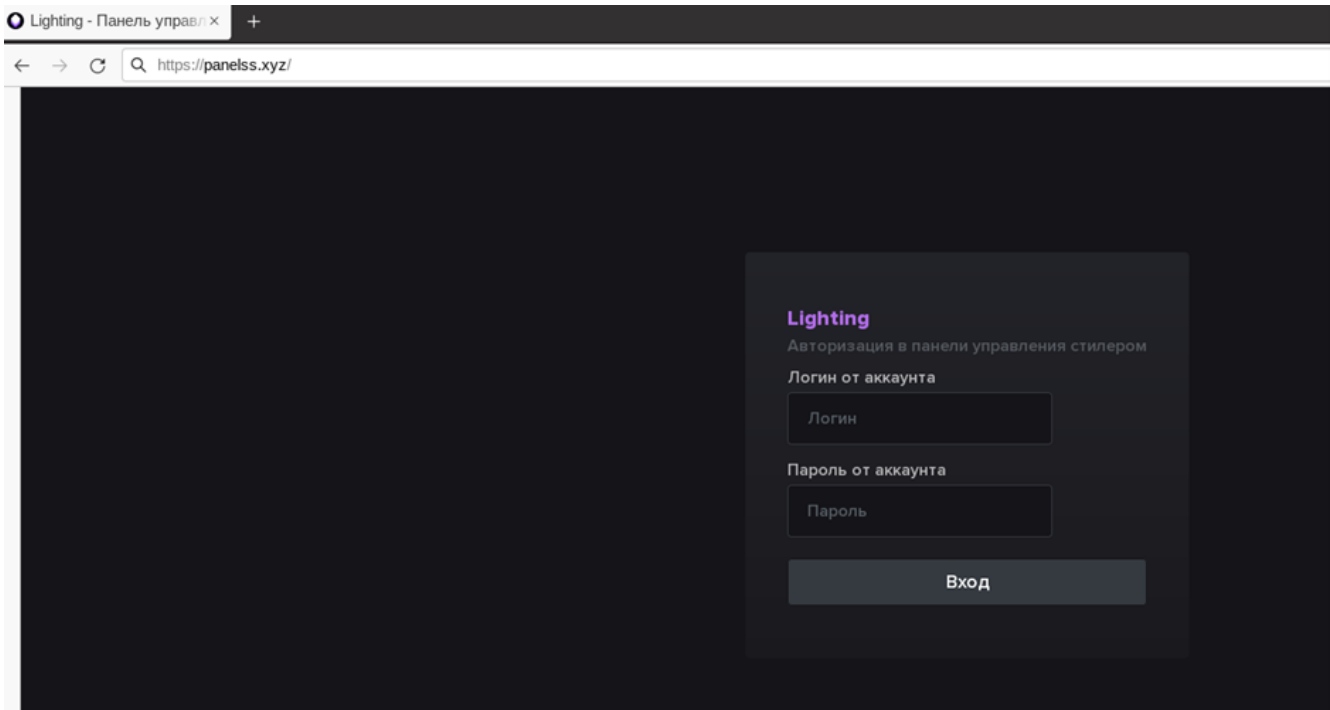 Lighting - Панель управл
https://panelss.xyz/
Lighting
Авторизация в панели управления стилером
Логин от аккаунта
Логин
Пароль от аккаунта
Пароль
Вход